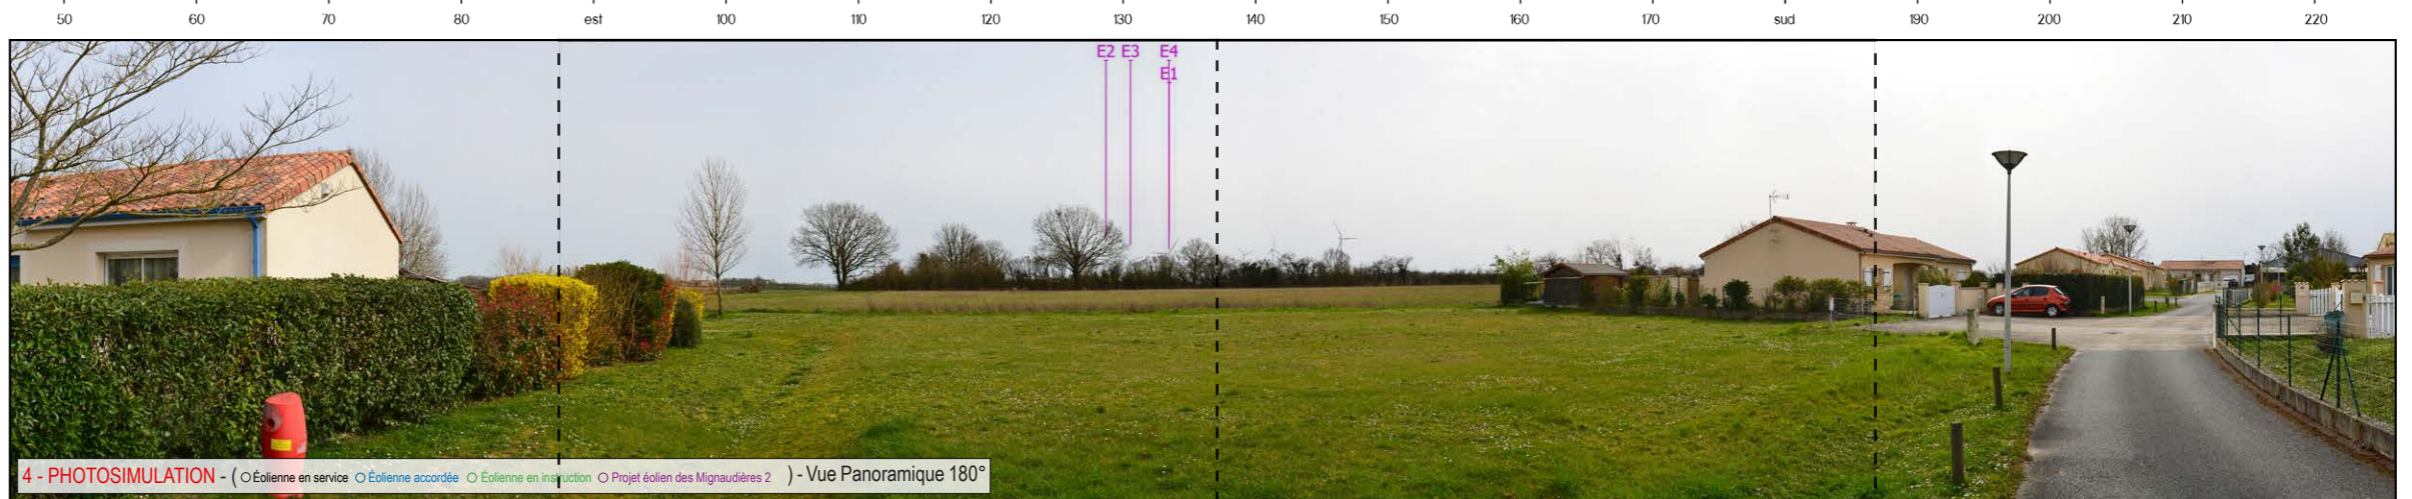 50 60 70 80 est 100 110 120 130 140 150 160 170 sud 190 200 210 220
E2 E3 E4
E1
4 - PHOTOSIMULATION - ( Éolienne en service Éolienne accordée Éolienne en instruction Projet éolien des Mignaudières 2 ) - Vue Panoramique 180°